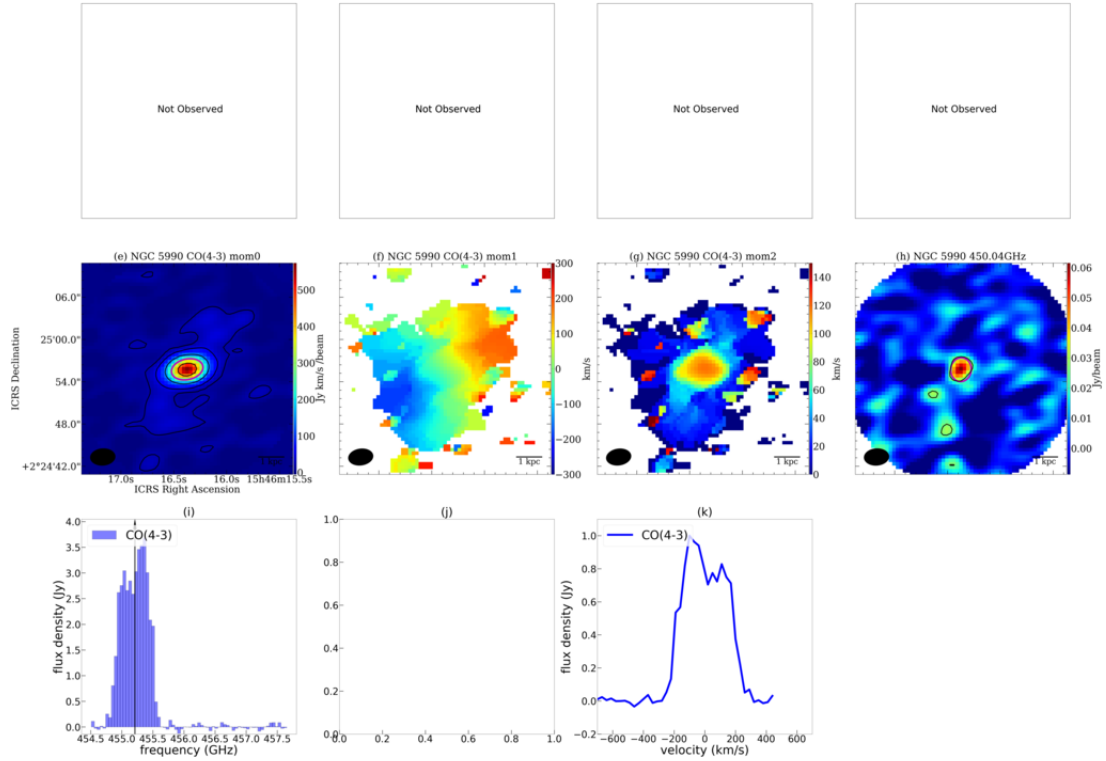 Not Observed
Not Observed
Not Observed
Not Observed
(e) NGC 5990 CO(4-3) mom0
(f) NGC 5990 CO(4-3) mom1
(g) NGC 5990 CO(4-3) mom2
(h) NGC 5990 450.04GHz
ICRS Declination
06.0"
25'00.0"
54.0"
48.0"
+2°24'42.0"
17.0s
16.5s
16.0s
15h46m15.5s
ICRS Right Ascension
1 kpc
500
400
300
200
100
0
Jy km/s /beam
1 kpc
300
200
100
0
−100
−200
−300
km/s
1 kpc
140
120
100
80
60
40
20
0
km/s
1 kpc
0.06
0.05
0.04
0.03
0.02
0.01
0.00
Jy/beam
(i)
CO(4-3)
flux density (Jy)
4.0
3.5
3.0
2.5
2.0
1.5
1.0
0.5
0.0
454.5
455.0
455.5
456.0
456.5
457.0
457.5
frequency (GHz)
(j)
1.0
0.8
0.6
0.4
0.2
0.0
0.0
0.2
0.4
0.6
0.8
1.0
(k)
CO(4-3)
flux density (Jy)
1.0
0.8
0.6
0.4
0.2
0.0
−0.2
−600
−400
−200
0
200
400
600
velocity (km/s)